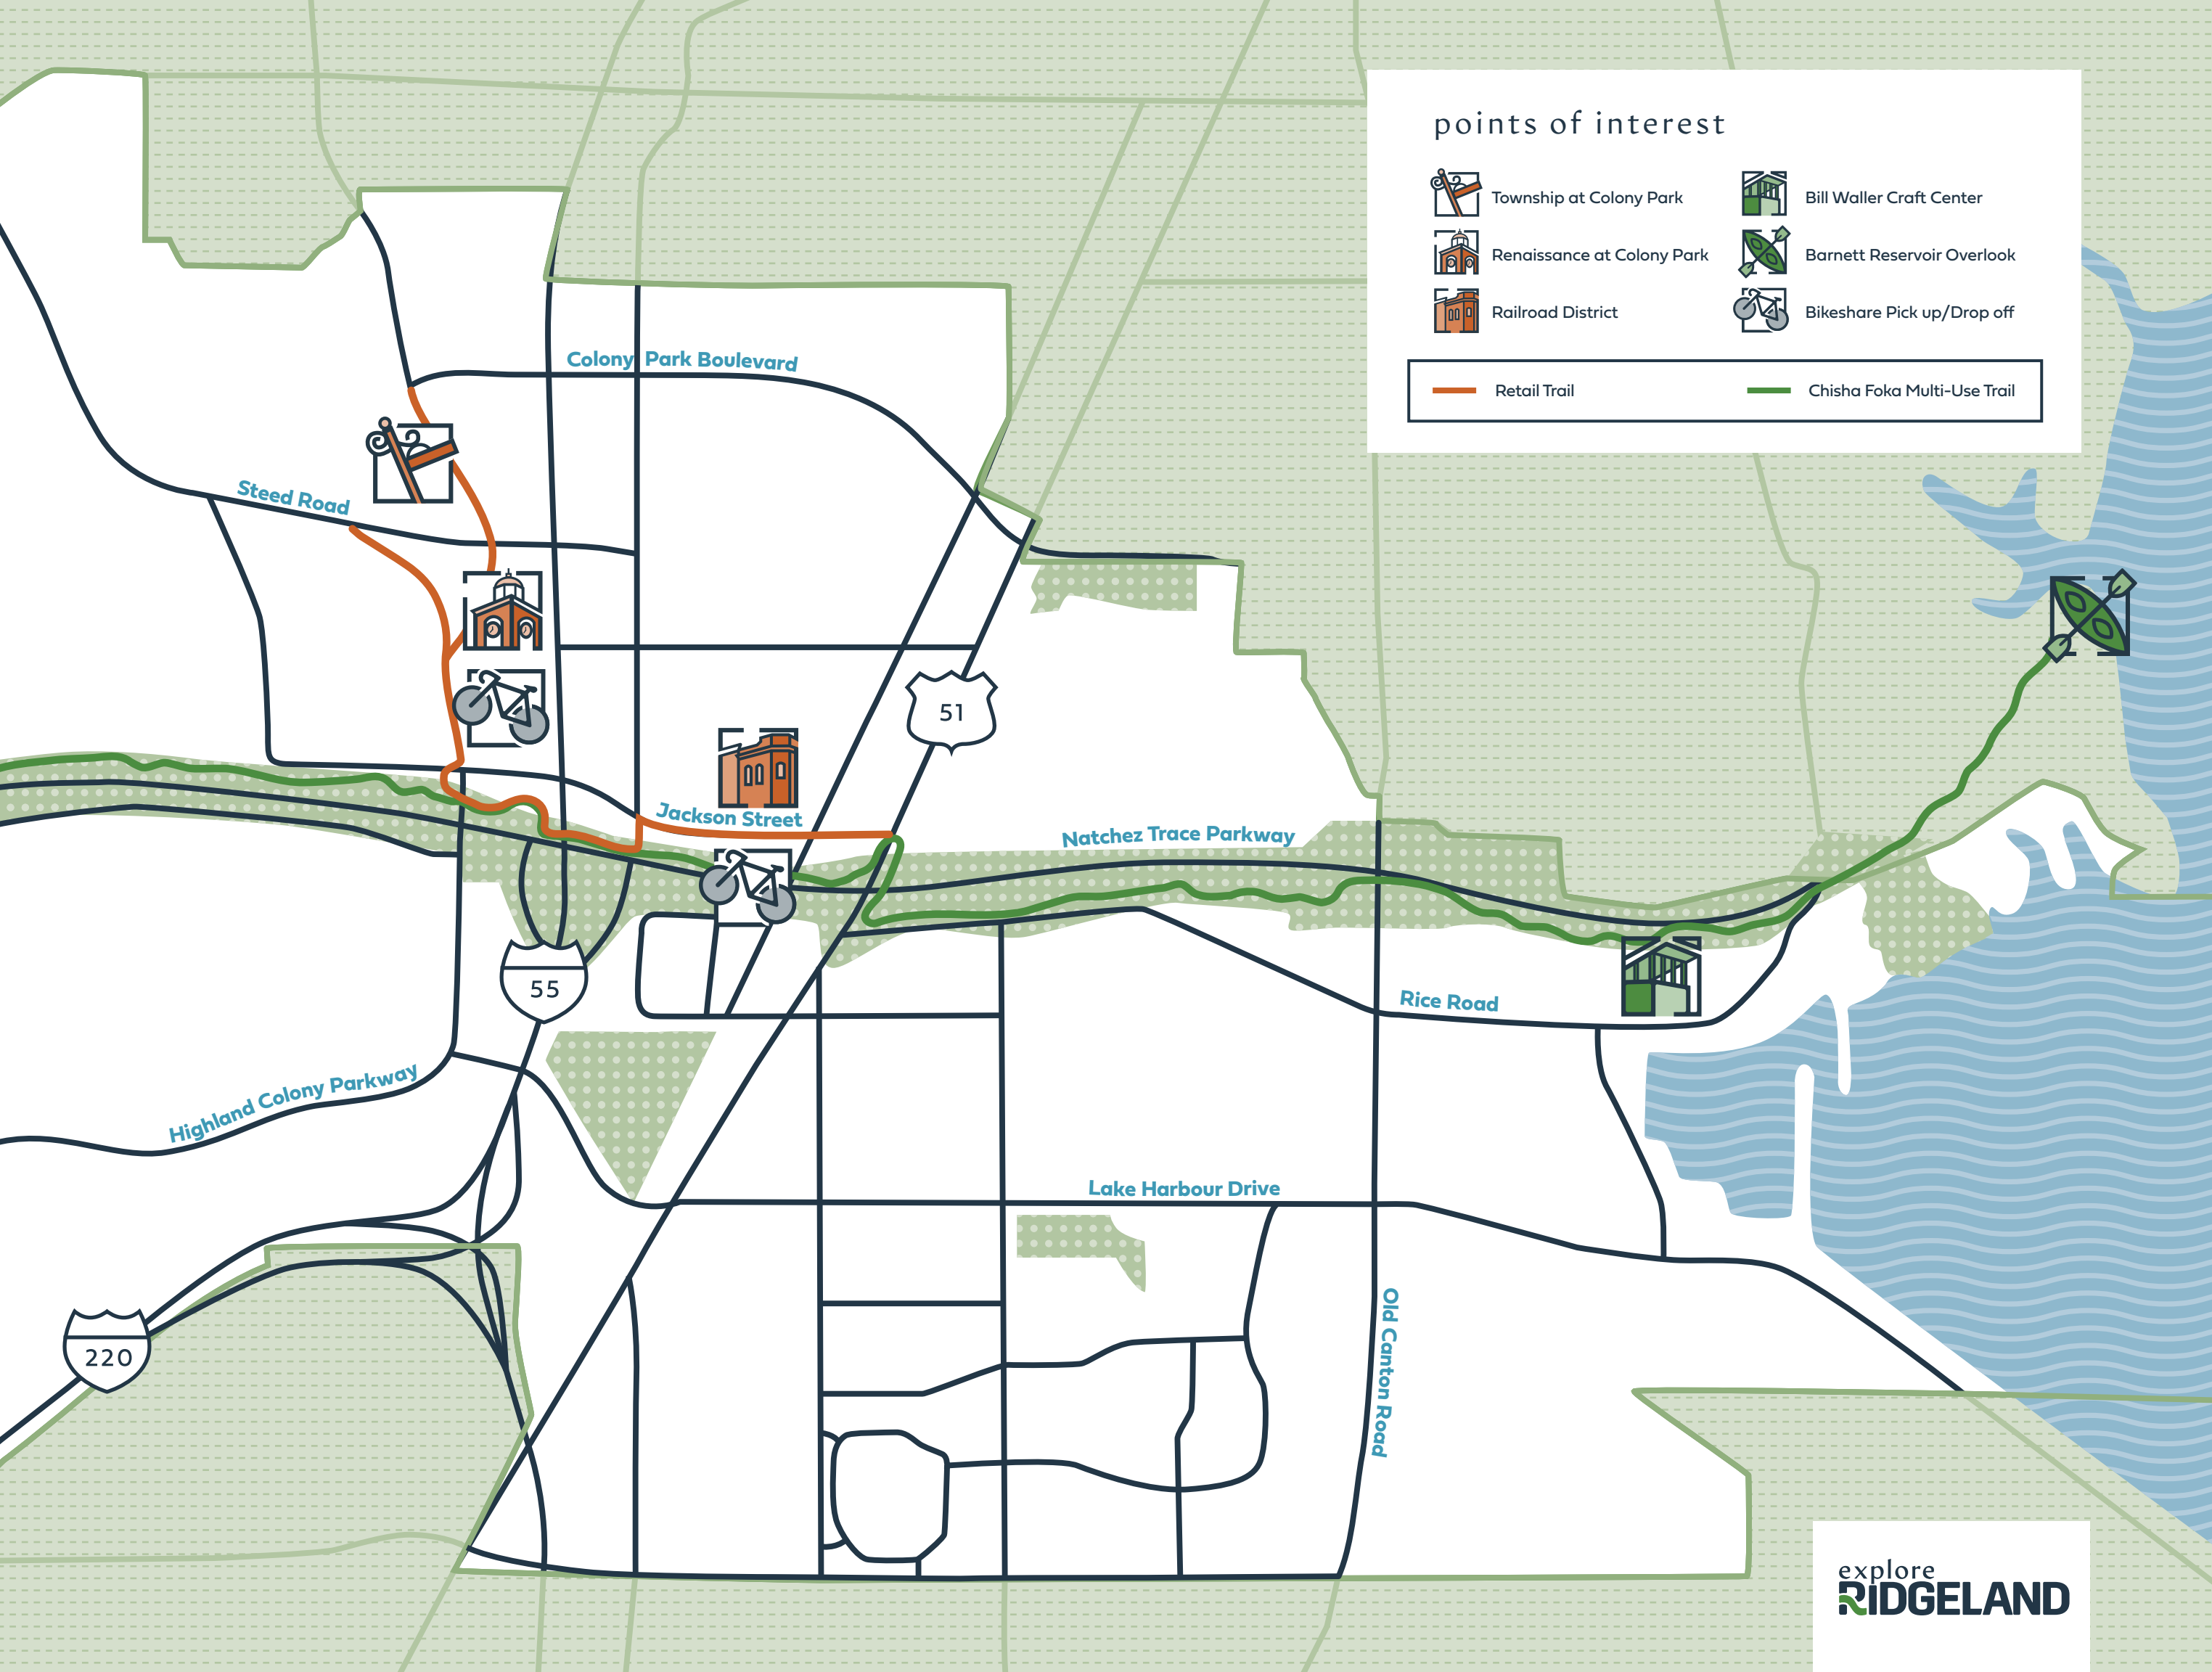 points of interest
Township at Colony Park
Bill Waller Craft Center
Renaissance at Colony Park
Barnett Reservoir Overlook
Railroad District
Bikeshare Pick up/Drop off
Retail Trail
Chisha Foka Multi-Use Trail
Colony Park Boulevard
Steed Road
51
Jackson Street
Natchez Trace Parkway
55
Rice Road
Highland Colony Parkway
Lake Harbour Drive
220
Old Canton Road
explore
RIDGELAND